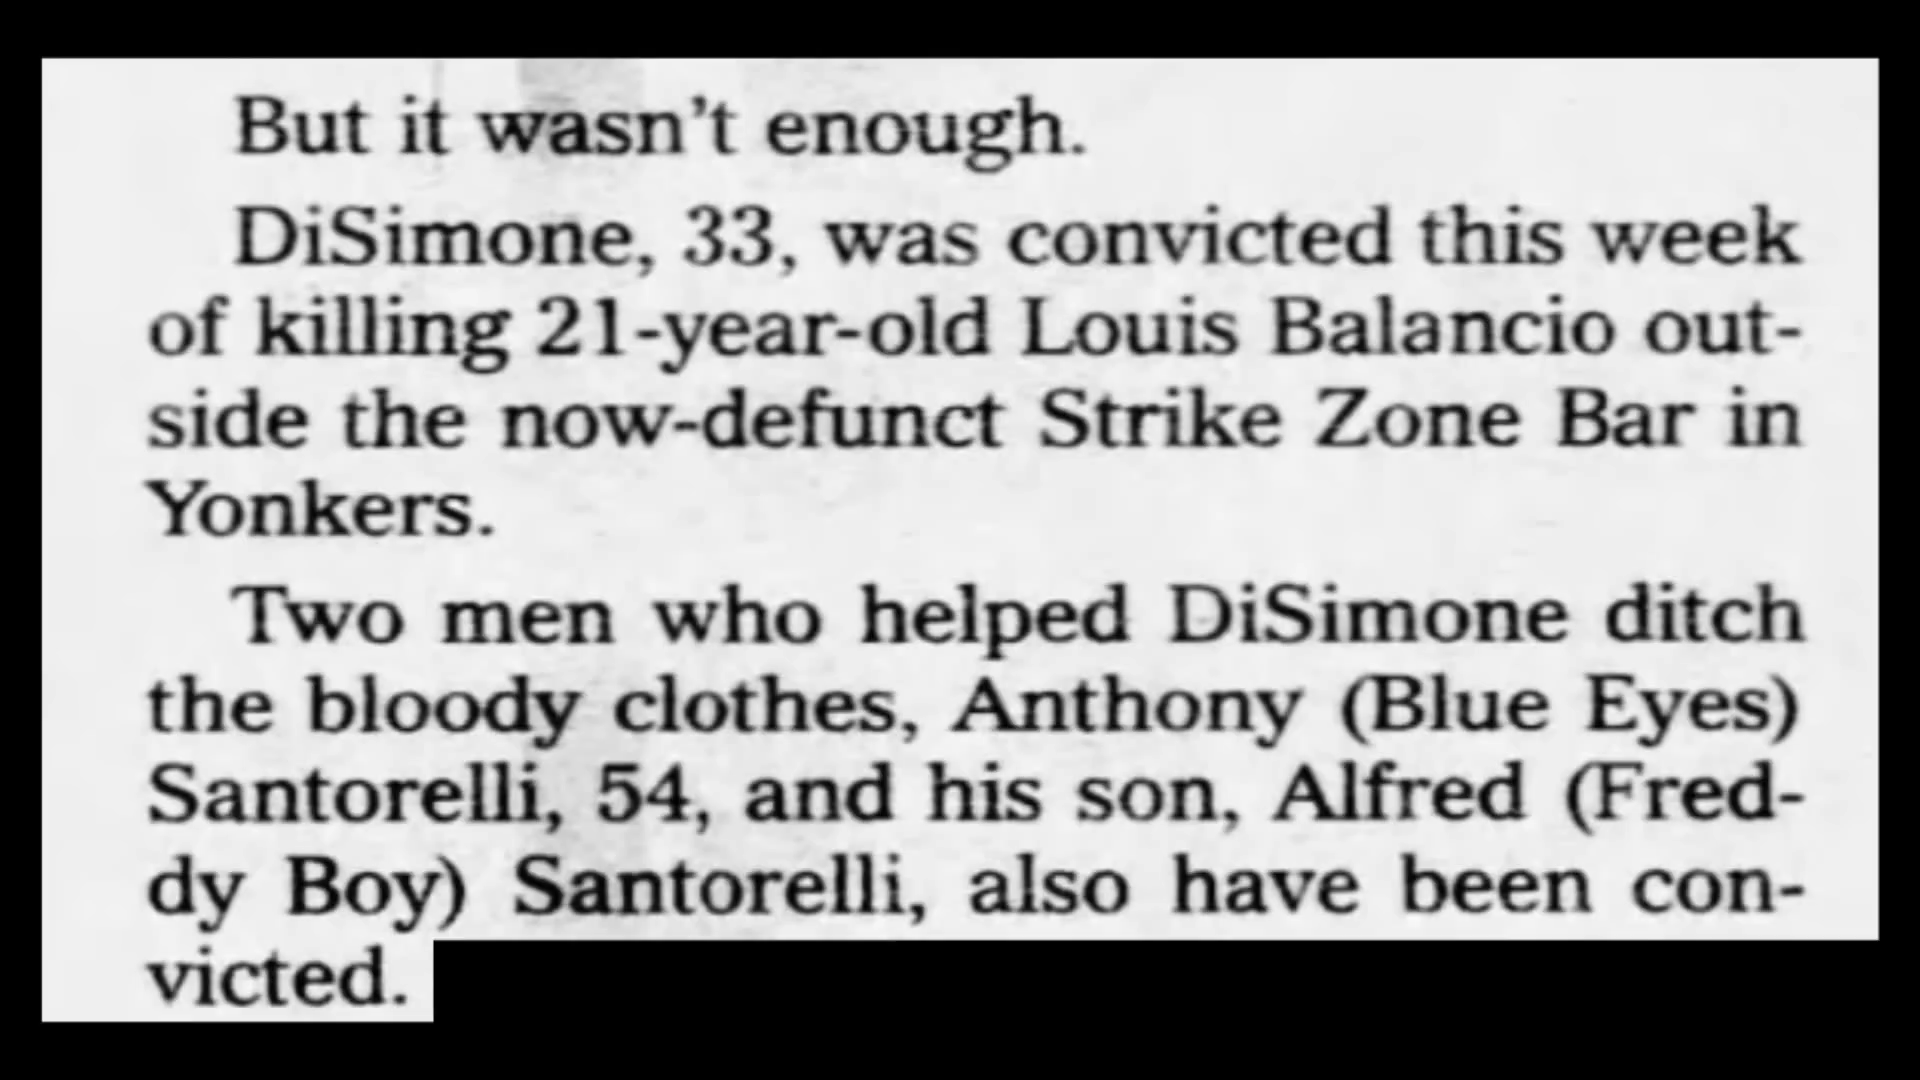 But it wasn't enough.
DiSimone, 33, was convicted this week
of killing 21-year-old Louis Balancio out-
side the now-defunct Strike Zone Bar in
Yonkers.
Two men who helped DiSimone ditch
the bloody clothes, Anthony (Blue Eyes)
Santorelli, 54, and his son, Alfred (Fred-
dy Boy) Santorelli, also have been con-
victed.